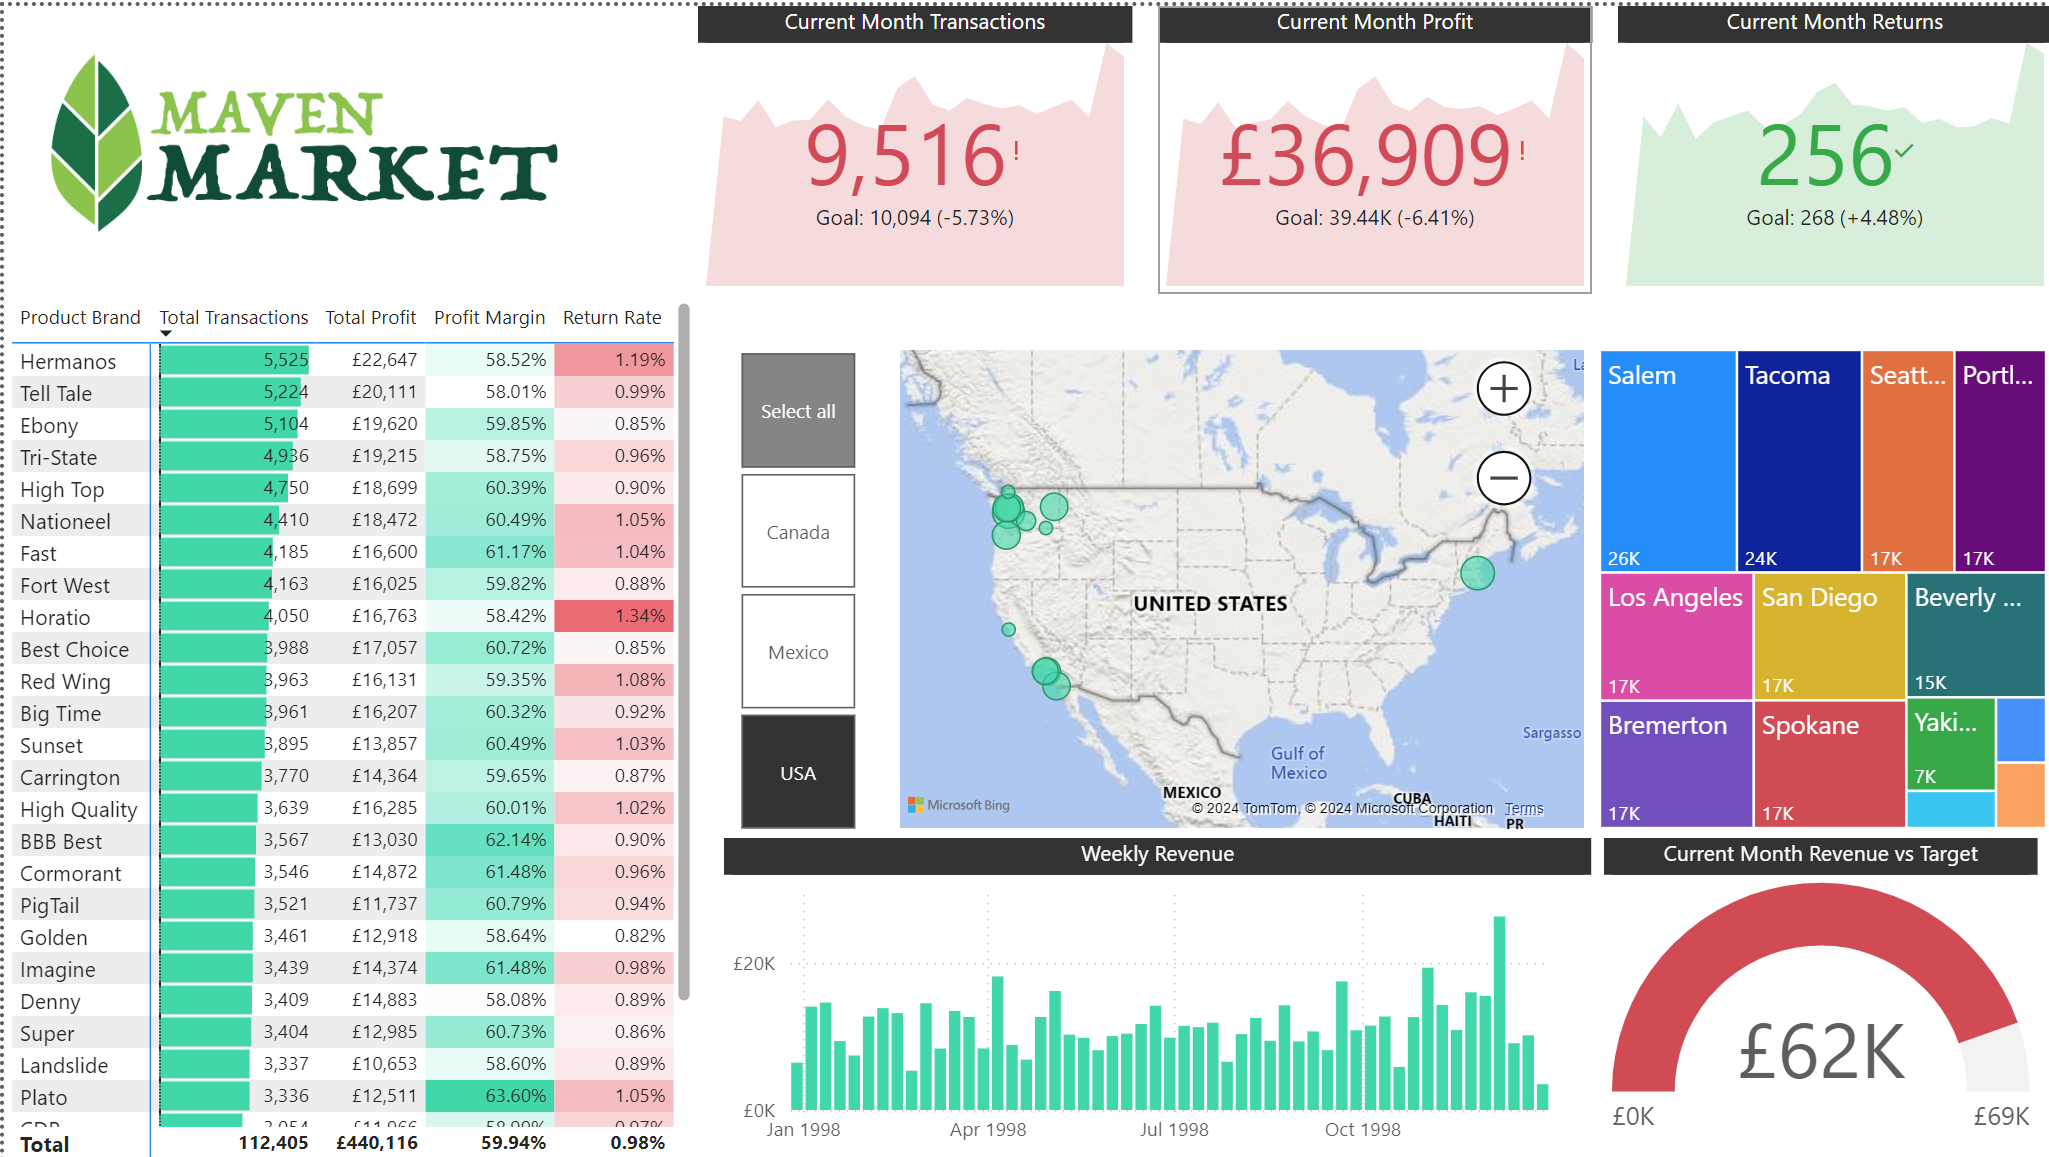 MAVEN
MARKET
Current Month Transactions
9,516!
Goal: 10,094 (-5.73%)
Current Month Profit
£36,909!
Goal: 39.44K (-6.41%)
Current Month Returns
256
Goal: 268 (+4.48%)
Product Brand Total Transactions Total Profit Profit Margin Return Rate
Hermanos 5,525 £22,647 58.52% 1.19%
Tell Tale 5,224 £20,111 58.01% 0.99%
Ebony 5,104 £19,620 59.85% 0.85%
Tri-State 4,936 £19,215 58.75% 0.96%
High Top 4,750 £18,699 60.39% 0.90%
Nationeel 4,410 £18,472 60.49% 1.05%
Fast 4,185 £16,600 61.17% 1.04%
Fort West 4,163 £16,025 59.82% 0.88%
Horatio 4,050 £16,763 58.42% 1.34%
Best Choice 3,988 £17,057 60.72% 0.85%
Red Wing 3,963 £16,131 59.35% 1.08%
Big Time 3,961 £16,207 60.32% 0.92%
Sunset 3,895 £13,857 60.49% 1.03%
Carrington 3,770 £14,364 59.65% 0.87%
High Quality 3,639 £16,285 60.01% 1.02%
BBB Best 3,567 £13,030 62.14% 0.90%
Cormorant 3,546 £14,872 61.48% 0.96%
PigTail 3,521 £11,737 60.79% 0.94%
Golden 3,461 £12,918 58.64% 0.82%
Imagine 3,439 £14,374 61.48% 0.98%
Denny 3,409 £14,883 58.08% 0.89%
Super 3,404 £12,985 60.73% 0.86%
Landslide 3,337 £10,653 58.60% 0.89%
Plato 3,336 £12,511 63.60% 1.05%
Total 112,405 £440,116 59.94% 0.98%
Select all
Canada
Mexico
USA
La
UNITED STATES
Sargasso
Gulf of
Mexico
MEXICO
CUBA
HAITI
PR
Microsoft Bing
© 2024 TomTom, © 2024 Microsoft Corporation Terms
Salem
26K
Tacoma
24K
Seatt...
17K
Portl...
17K
Los Angeles
17K
San Diego
17K
Beverly ...
15K
Bremerton
17K
Spokane
17K
Yaki...
7K
Weekly Revenue
£20K
£0K
Jan 1998 Apr 1998 Jul 1998 Oct 1998
Current Month Revenue vs Target
£62K
£0K £69K